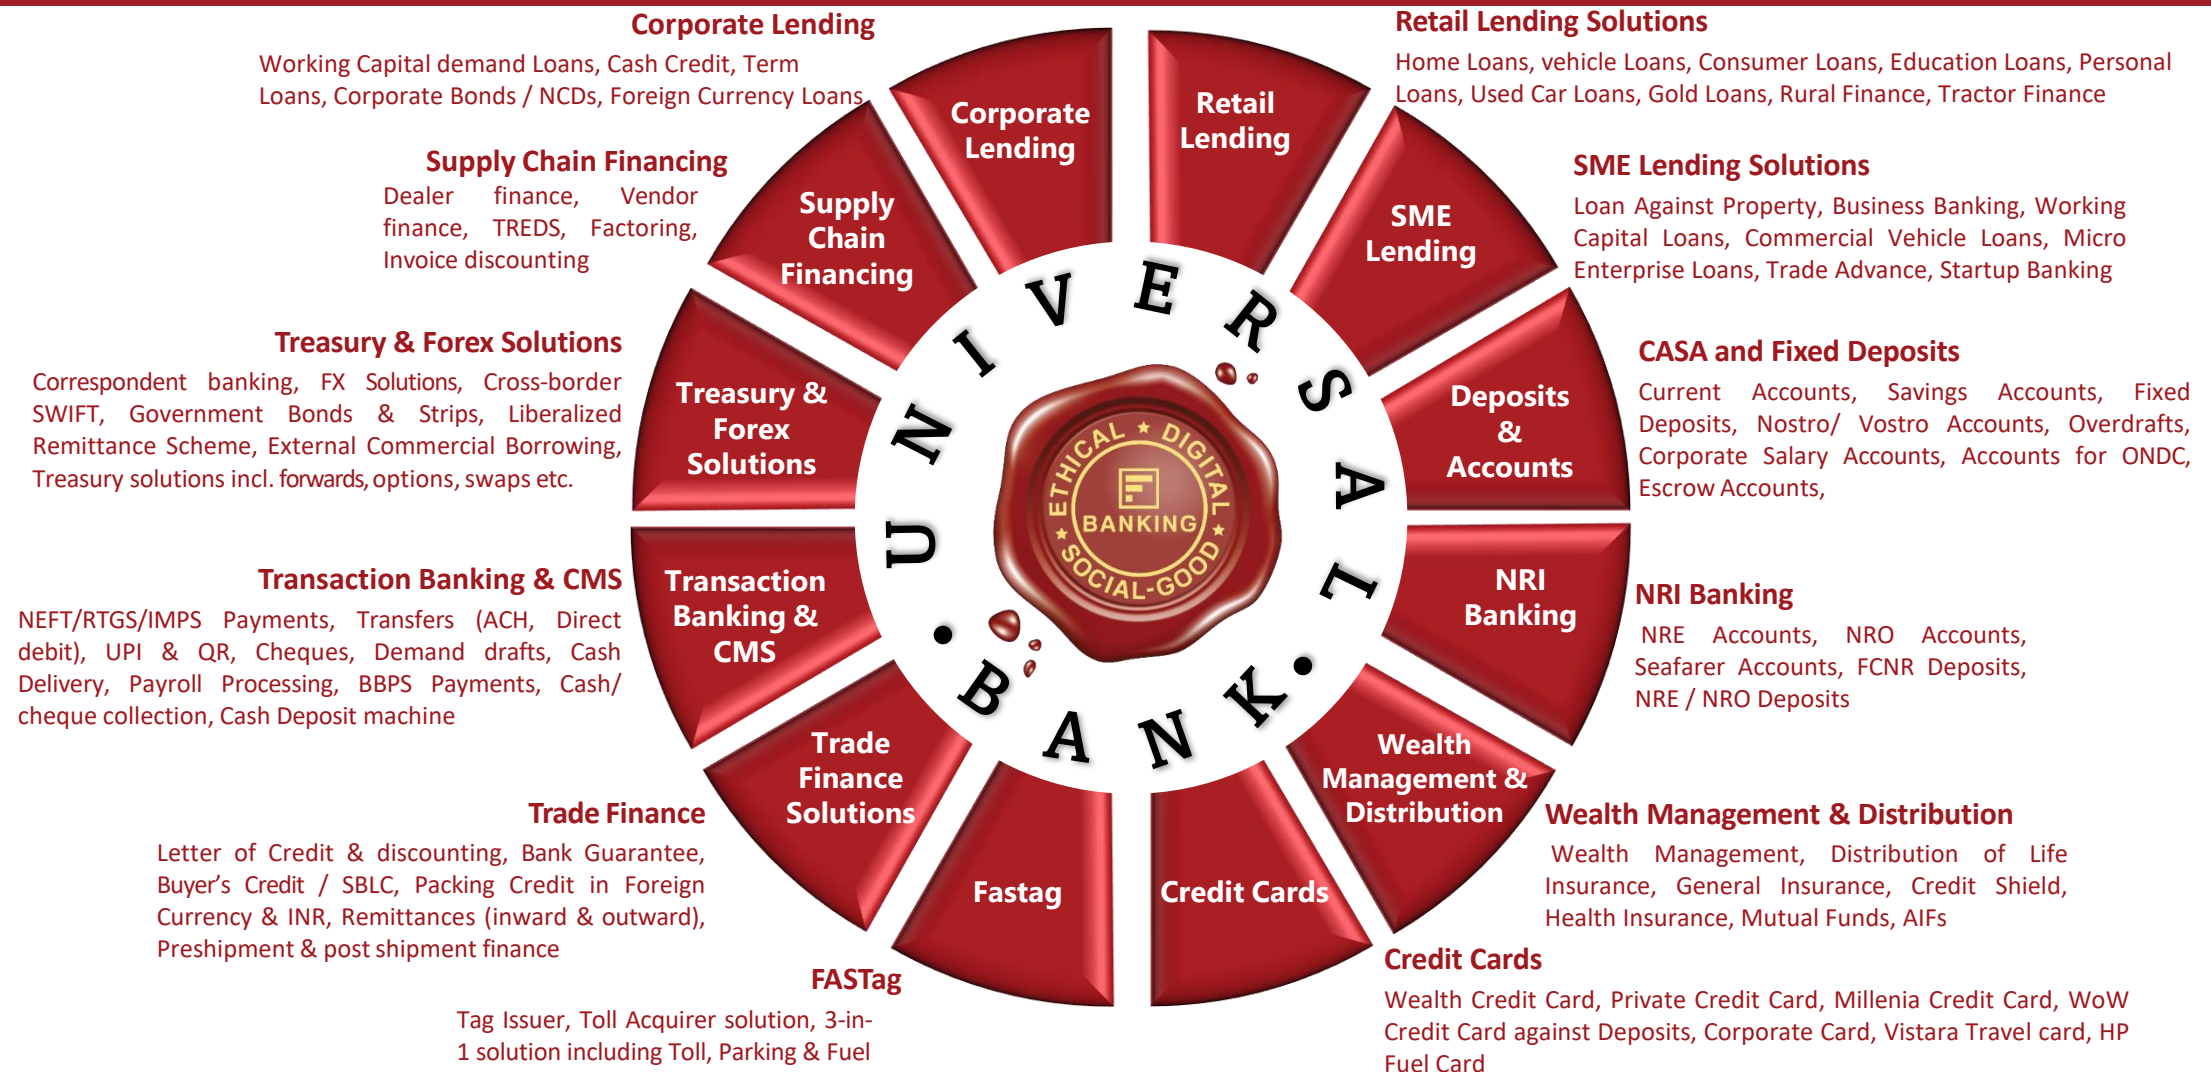 Corporate Lending
Working Capital demand Loans, Cash Credit, Term
Loans, Corporate Bonds / NCDs, Foreign Currency Loans
Supply Chain Financing
Dealer finance, Vendor
finance, TREDS, Factoring,
Invoice discounting
Treasury & Forex Solutions
Correspondent banking, FX Solutions, Cross-border
SWIFT, Government Bonds & Strips, Liberalized
Remittance Scheme, External Commercial Borrowing,
Treasury solutions incl. forwards, options, swaps etc.
Transaction Banking & CMS
NEFT/RTGS/IMPS Payments, Transfers (ACH, Direct
debit), UPI & QR, Cheques, Demand drafts, Cash
Delivery, Payroll Processing, BBPS Payments, Cash/
cheque collection, Cash Deposit machine
Trade Finance
Letter of Credit & discounting, Bank Guarantee,
Buyer's Credit / SBLC, Packing Credit in Foreign
Currency & INR, Remittances (inward & outward),
Preshipment & post shipment finance
FASTag
Tag Issuer, Toll Acquirer solution, 3-in-
1 solution including Toll, Parking & Fuel
Corporate
Lending
Retail
Lending
Supply
Chain
Financing
SME
Lending
Treasury &
Forex
Solutions
Deposits
&
Accounts
Transaction
Banking &
CMS
NRI
Banking
Trade
Finance
Solutions
Wealth
Management &
Distribution
Fastag
Credit Cards
UNIVERSAL
• BANK •
ETHICAL ★ DIGITAL
BANKING
★ SOCIAL-GOOD ★
Retail Lending Solutions
Home Loans, vehicle Loans, Consumer Loans, Education Loans, Personal
Loans, Used Car Loans, Gold Loans, Rural Finance, Tractor Finance
SME Lending Solutions
Loan Against Property, Business Banking, Working
Capital Loans, Commercial Vehicle Loans, Micro
Enterprise Loans, Trade Advance, Startup Banking
CASA and Fixed Deposits
Current Accounts, Savings Accounts, Fixed
Deposits, Nostro/ Vostro Accounts, Overdrafts,
Corporate Salary Accounts, Accounts for ONDC,
Escrow Accounts,
NRI Banking
NRE Accounts, NRO Accounts,
Seafarer Accounts, FCNR Deposits,
NRE / NRO Deposits
Wealth Management & Distribution
Wealth Management, Distribution of Life
Insurance, General Insurance, Credit Shield,
Health Insurance, Mutual Funds, AIFs
Credit Cards
Wealth Credit Card, Private Credit Card, Millenia Credit Card, WoW
Credit Card against Deposits, Corporate Card, Vistara Travel card, HP
Fuel Card